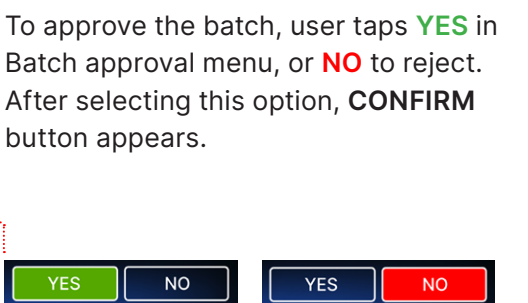 To approve the batch, user taps YES in
Batch approval menu, or NO to reject.
After selecting this option, CONFIRM
button appears.
YES NO YES NO